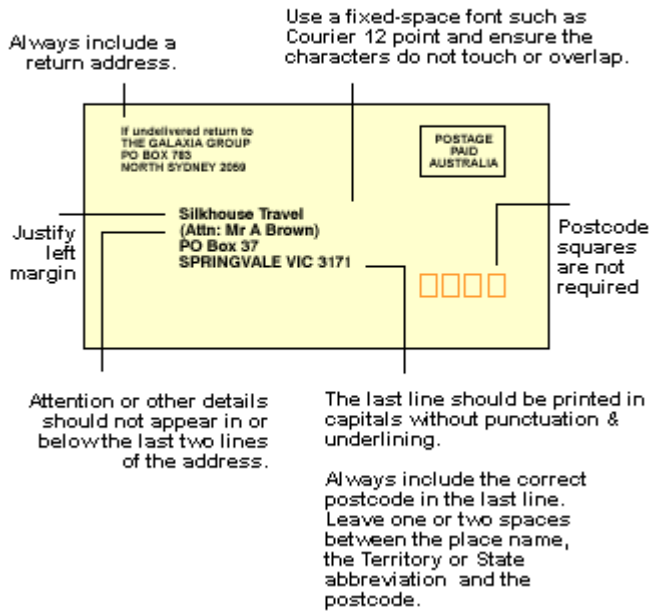 Always include a
return address.
Use a fixed-space font such as
Courier 12 point and ensure the
characters do not touch or overlap.
If undelivered return to
THE GALAXIA GROUP
PO BOX 783
NORTH SYDNEY 2059
POSTAGE
PAID
AUSTRALIA
Silkhouse Travel
(Attn: Mr A Brown)
PO Box 37
SPRINGVALE VIC 3171
Justify
left
margin
Postcode
squares
are not
required
Attention or other details
should not appear in or
below the last two lines
of the address.
The last line should be printed in
capitals without punctuation &
underlining.
Always include the correct
postcode in the last line.
Leave one or two spaces
between the place name,
the Territory or State
abbreviation and the
postcode.